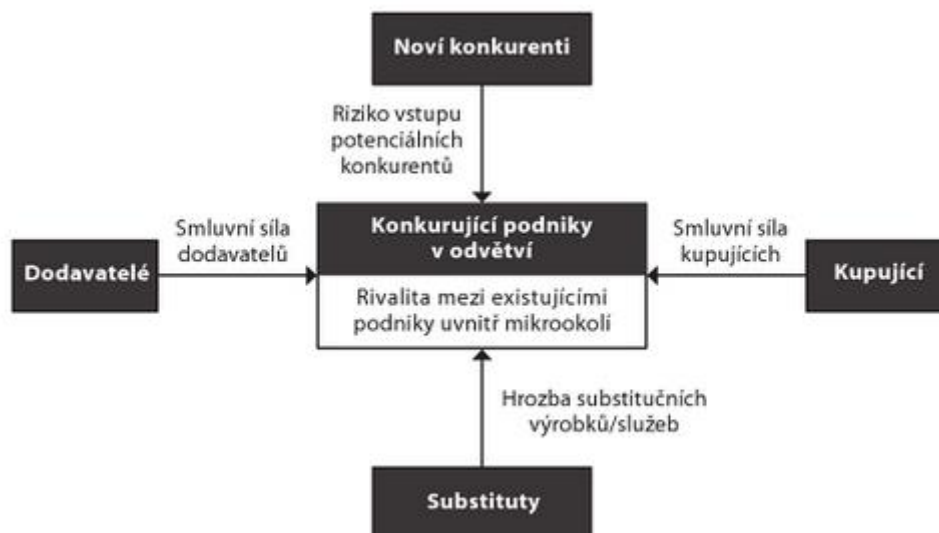 Noví konkurenti
Riziko vstupu
potenciálních
konkurentů
Smluvní síla
dodavatelů
Konkurující podniky
v odvětví
Smluvní síla
kupujících
Dodavatelé
Kupující
Rivalita mezi existujícími
podniky uvnitř mikrookolí
Hrozba substitučních
výrobků/služeb
Substituty